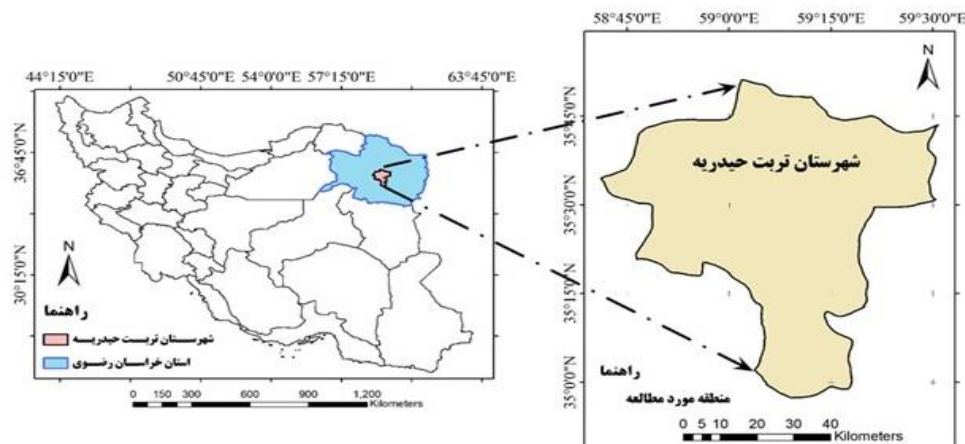 44°15'0"E 50°45'0"E 54°0'0"E 57°15'0"E 63°45'0"E
36°45'0"N
30°15'0"N
N
راهنما
شهرستان تربت حیدریه
استان خراسان رضوی
0 150 300 600 900 1,200
Kilometers
58°45'0"E 59°0'0"E 59°15'0"E 59°30'0"E
N
35°45'0"N
شهرستان تربت حیدریه
35°30'0"N
35°15'0"N
35°0'0"N
راهنما
منطقه مورد مطالعه
0 5 10 20 30 40
Kilometers